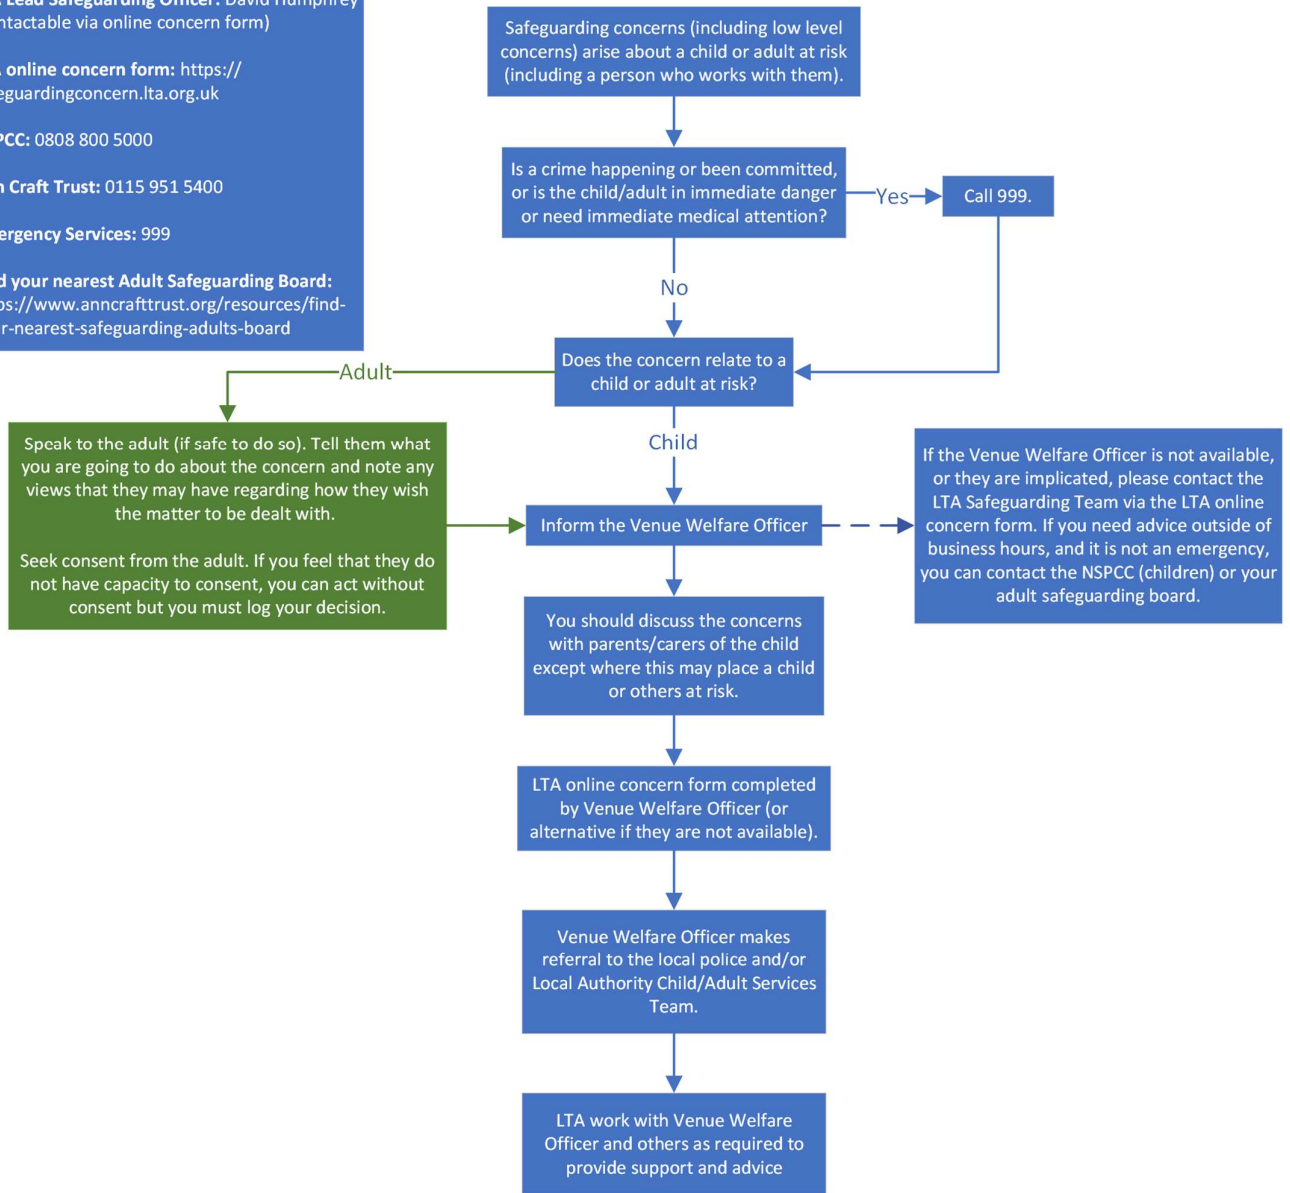 Lead Safeguarding Officer: David Humphrey
ntactable via online concern form)
online concern form: https://
eguardingconcern.lta.org.uk
PCC: 0808 800 5000
n Craft Trust: 0115 951 5400
ergency Services: 999
d your nearest Adult Safeguarding Board:
ps://www.anncrafttrust.org/resources/find-
r-nearest-safeguarding-adults-board
Safeguarding concerns (including low level
concerns) arise about a child or adult at risk
(including a person who works with them).
Is a crime happening or been committed,
or is the child/adult in immediate danger
or need immediate medical attention?
Yes
Call 999.
No
Does the concern relate to a
child or adult at risk?
Adult
Speak to the adult (if safe to do so). Tell them what
you are going to do about the concern and note any
views that they may have regarding how they wish
the matter to be dealt with.
Seek consent from the adult. If you feel that they do
not have capacity to consent, you can act without
consent but you must log your decision.
Child
Inform the Venue Welfare Officer
If the Venue Welfare Officer is not available,
or they are implicated, please contact the
LTA Safeguarding Team via the LTA online
concern form. If you need advice outside of
business hours, and it is not an emergency,
you can contact the NSPCC (children) or your
adult safeguarding board.
You should discuss the concerns
with parents/carers of the child
except where this may place a child
or others at risk.
LTA online concern form completed
by Venue Welfare Officer (or
alternative if they are not available).
Venue Welfare Officer makes
referral to the local police and/or
Local Authority Child/Adult Services
Team.
LTA work with Venue Welfare
Officer and others as required to
provide support and advice